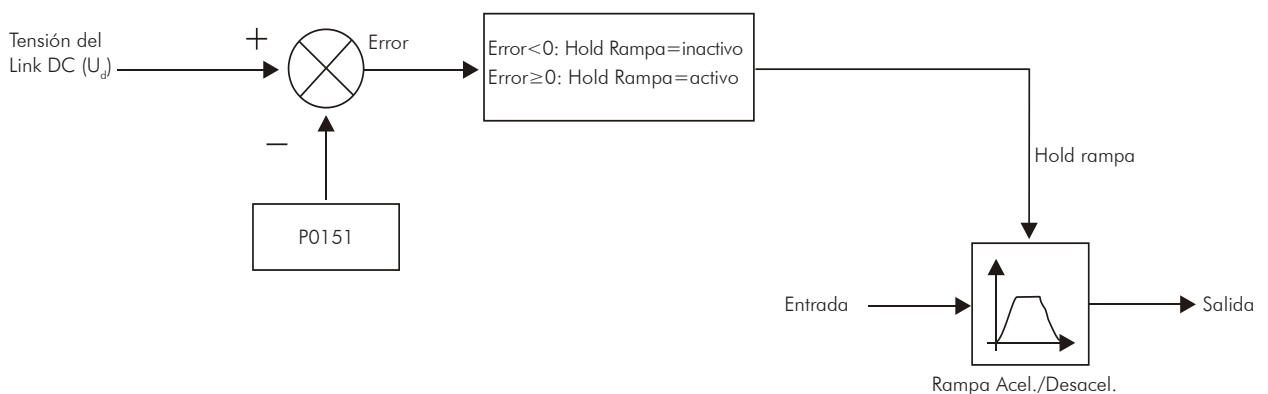 Tensión del
Link DC (Ud)
+
Error
Error<0: Hold Rampa=inactivo
Error≥0: Hold Rampa=activo
−
P0151
Hold rampa
Entrada
Salida
Rampa Acel./Desacel.